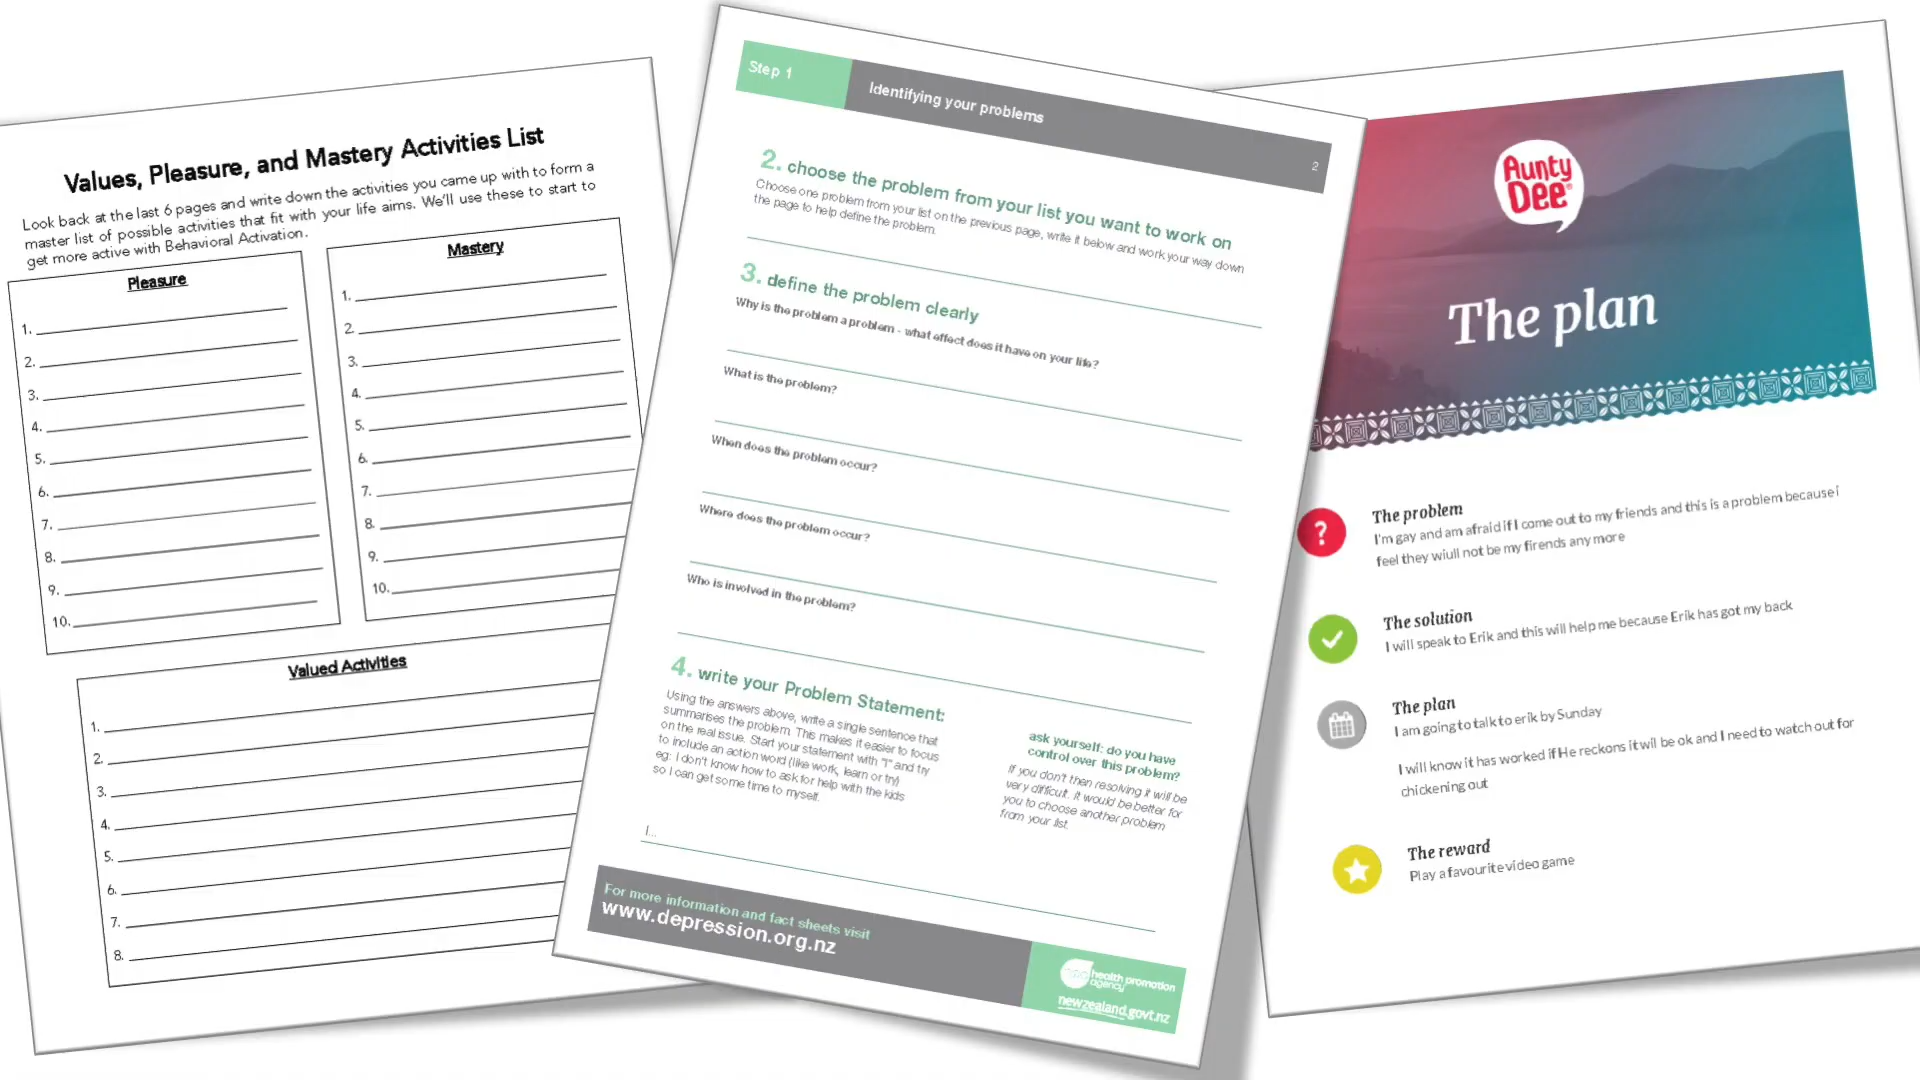 Values, Pleasure, and Mastery Activities List
Look back at the last 6 pages and write down the activities you came up with to form a
master list of possible activities that fit with your life aims. We'll use these to start to
get more active with Behavioral Activation.
Pleasure
1.
2.
3.
4.
5.
6.
7.
8.
9.
10.
Mastery
1.
2.
3.
4.
5.
6.
7.
8.
9.
10.
Valued Activities
1.
2.
3.
4.
5.
6.
7.
8.
Step 1
Identifying your problems
2
2. choose the problem from your list you want to work on
Choose one problem from your list on the previous page, write it below and work your way down
the page to help define the problem.
3. define the problem clearly
Why is the problem a problem - what effect does it have on your life?
What is the problem?
When does the problem occur?
Where does the problem occur?
Who is involved in the problem?
4. write your Problem Statement:
Using the answers above, write a single sentence that
summarises the problem. This makes it easier to focus
on the real issue. Start your statement with "I" and try
to include an action word (like work, learn or try)
eg: I don't know how to ask for help with the kids
so I can get some time to myself.
ask yourself: do you have
control over this problem?
If you don't then resolving it will be
very difficult. It would be better for
you to choose another problem
from your list.
I...
For more information and fact sheets visit
www.depression.org.nz
hpa health promotion
agency
newzealand.govt.nz
Aunty
Dee
The plan
The problem
I'm gay and am afraid if I come out to my friends and this is a problem because i
feel they wiull not be my firends any more
The solution
I will speak to Erik and this will help me because Erik has got my back
The plan
I am going to talk to erik by Sunday
I will know it has worked if He reckons it wil be ok and I need to watch out for
chickening out
The reward
Play a favourite video game